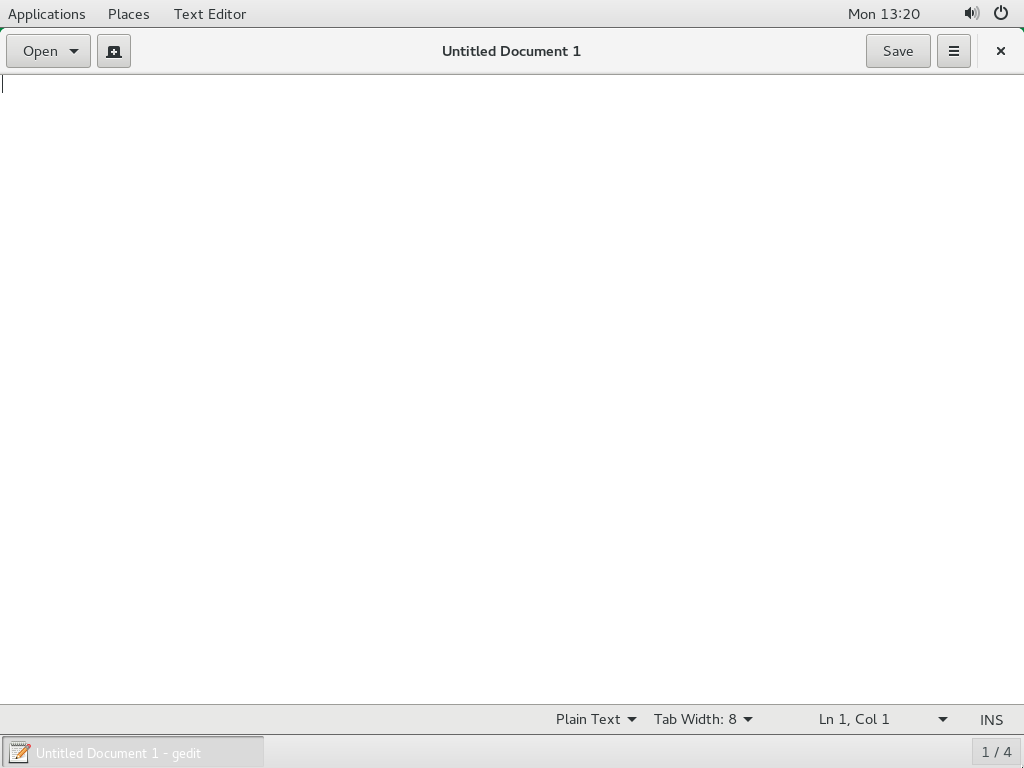 Applications Places Text Editor Mon 13:20
Open Untitled Document 1 Save
Plain Text Tab Width: 8 Ln 1, Col 1 INS
Untitled Document 1 - gedit 1 / 4